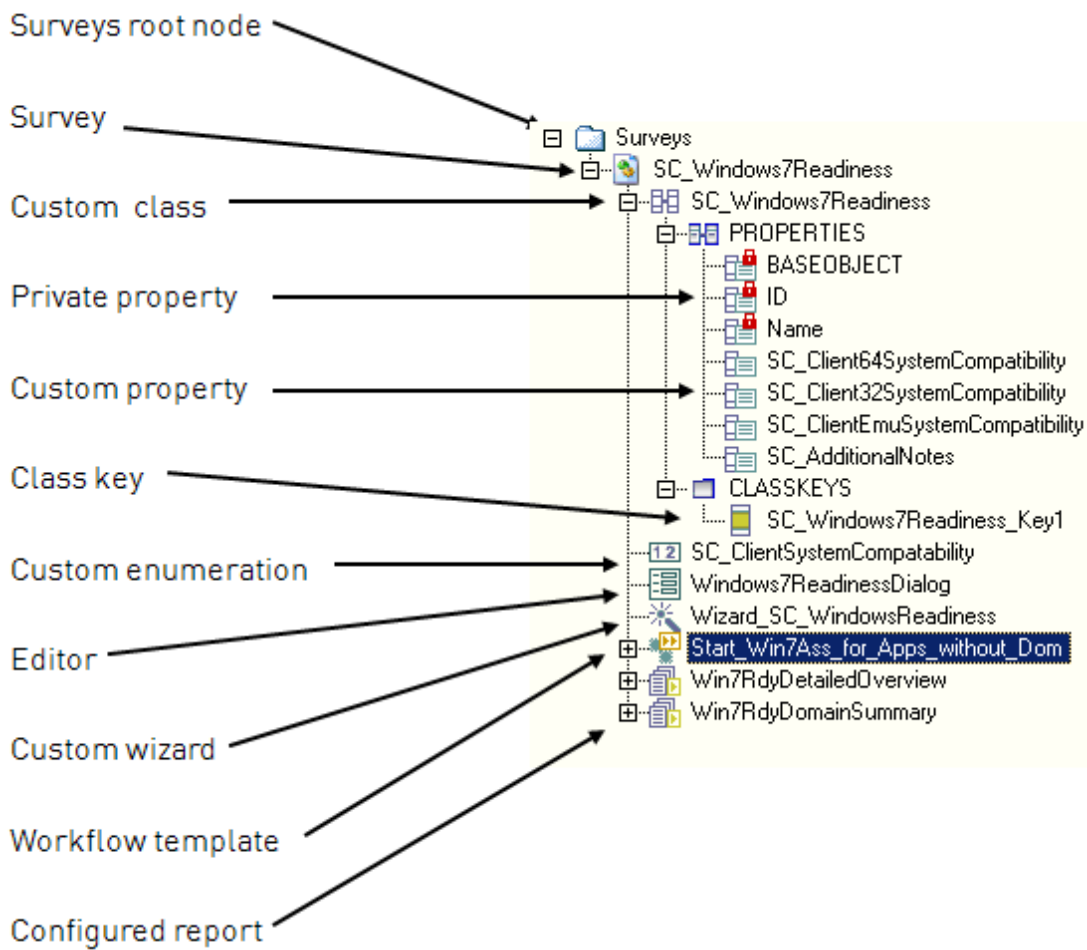 Surveys root node
Survey
Custom class
Private property
Custom property
Class key
Custom enumeration
Editor
Custom wizard
Workflow template
Configured report
Surveys
SC_Windows7Readiness
SC_Windows7Readiness
PROPERTIES
BASEOBJECT
ID
Name
SC_Client64SystemCompatibility
SC_Client32SystemCompatibility
SC_ClientEmuSystemCompatibility
SC_AdditionalNotes
CLASSKEYS
SC_Windows7Readiness_Key1
SC_ClientSystemCompatability
Windows7ReadinessDialog
Wizard_SC_WindowsReadiness
Start_Win7Ass_for_Apps_without_Dom
Win7RdyDetailedOverview
Win7RdyDomainSummary